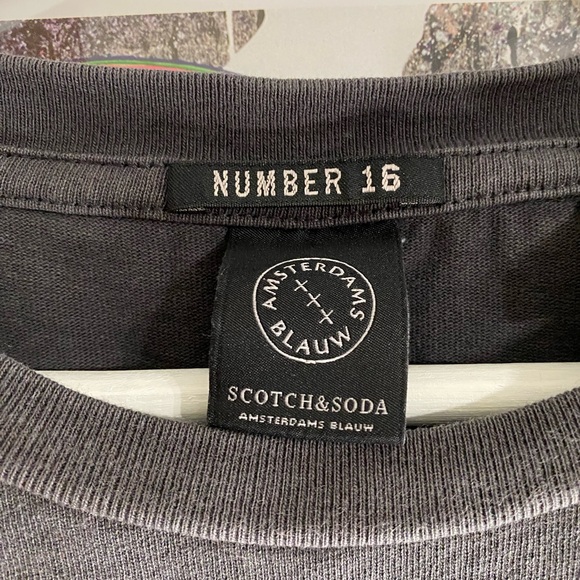 NUMBER 16
AMSTERDAMS
BLAUW
SCOTCH&SODA
AMSTERDAMS BLAUW